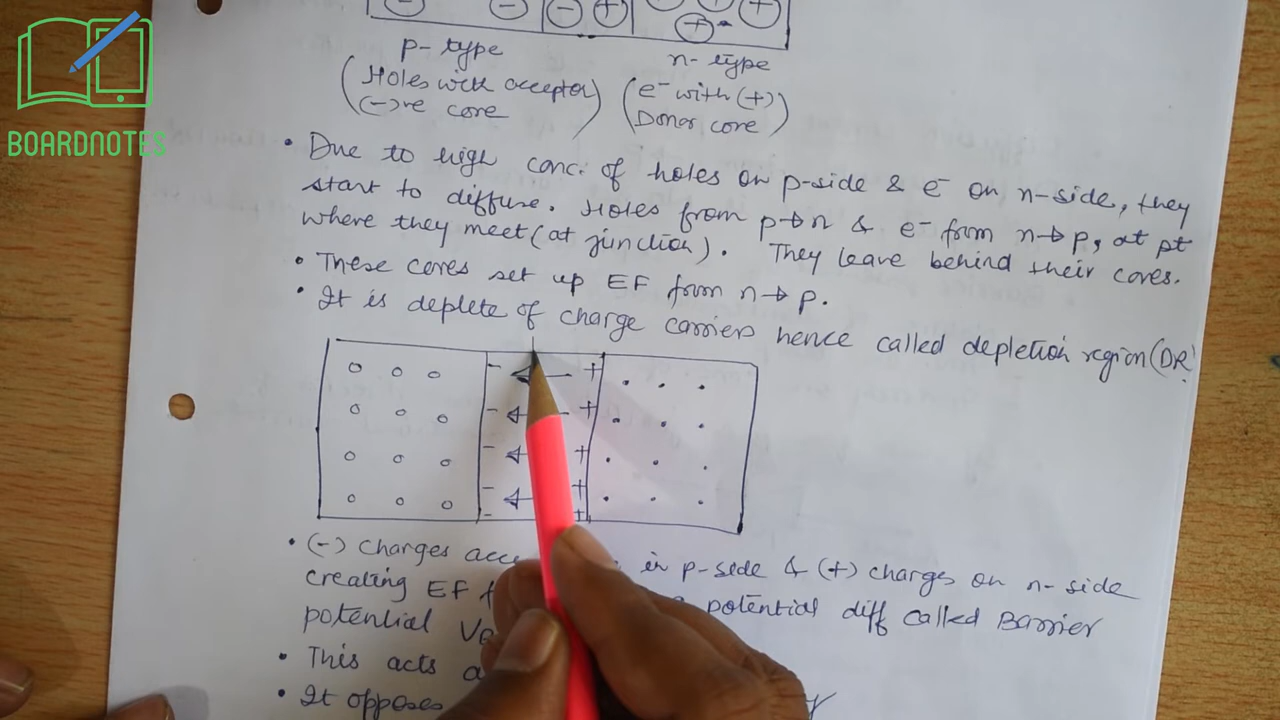 BOARDNOTES
p-type
n-type
(Holes with acceptor
(-)ve core)
(e⁻ with (+)
Donar core)
• Due to high conc. of holes on p-side & e⁻ on n-side, they
start to diffuse. Holes from p→n & e⁻ from n→p, at pt
where they meet (at junction). They leave behind their cores.
• These cores set up EF from n→p.
• It is deplete of charge carriers hence called depletion region (DR)
• (-) Charges in p-side & (+) charges on n-side
creating EF potential diff called Barrier
potential
• This acts
• It opposes